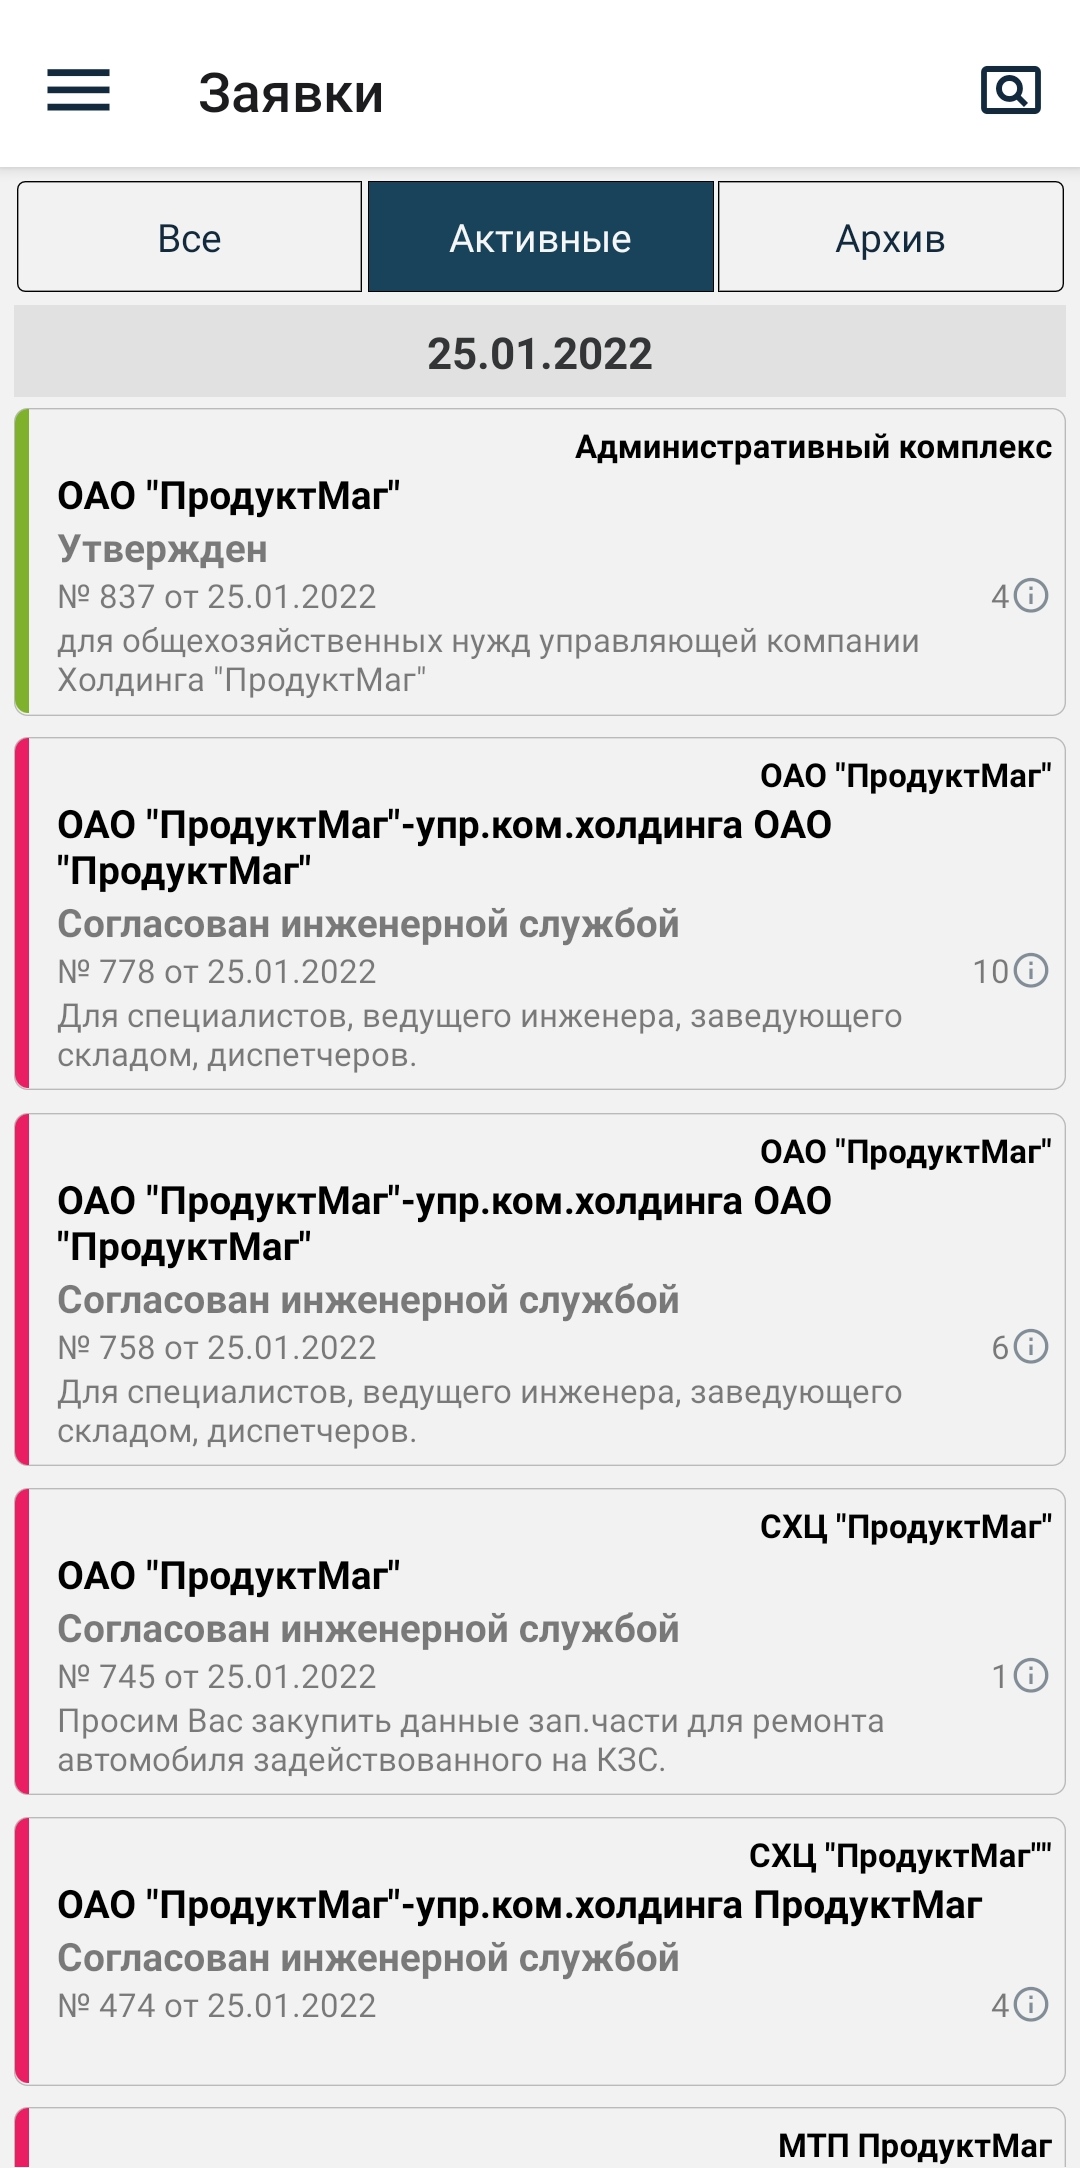 Заявки
Все
Активные
Архив
25.01.2022
Административный комплекс
ОАО "ПродуктМаг"
Утвержден
№ 837 от 25.01.2022
4
для общехозяйственных нужд управляющей компании
Холдинга "ПродуктМаг"
ОАО "ПродуктМаг"
ОАО "ПродуктМаг"-упр.ком.холдинга ОАО
"ПродуктМаг"
Согласован инженерной службой
№ 778 от 25.01.2022
10
Для специалистов, ведущего инженера, заведующего
складом, диспетчеров.
ОАО "ПродуктМаг"
ОАО "ПродуктМаг"-упр.ком.холдинга ОАО
"ПродуктМаг"
Согласован инженерной службой
№ 758 от 25.01.2022
6
Для специалистов, ведущего инженера, заведующего
складом, диспетчеров.
СХЦ "ПродуктМаг"
ОАО "ПродуктМаг"
Согласован инженерной службой
№ 745 от 25.01.2022
1
Просим Вас закупить данные зап.части для ремонта
автомобиля задействованного на КЗС.
СХЦ "ПродуктМаг""
ОАО "ПродуктМаг"-упр.ком.холдинга ПродуктМаг
Согласован инженерной службой
№ 474 от 25.01.2022
4
МТП ПродуктМаг